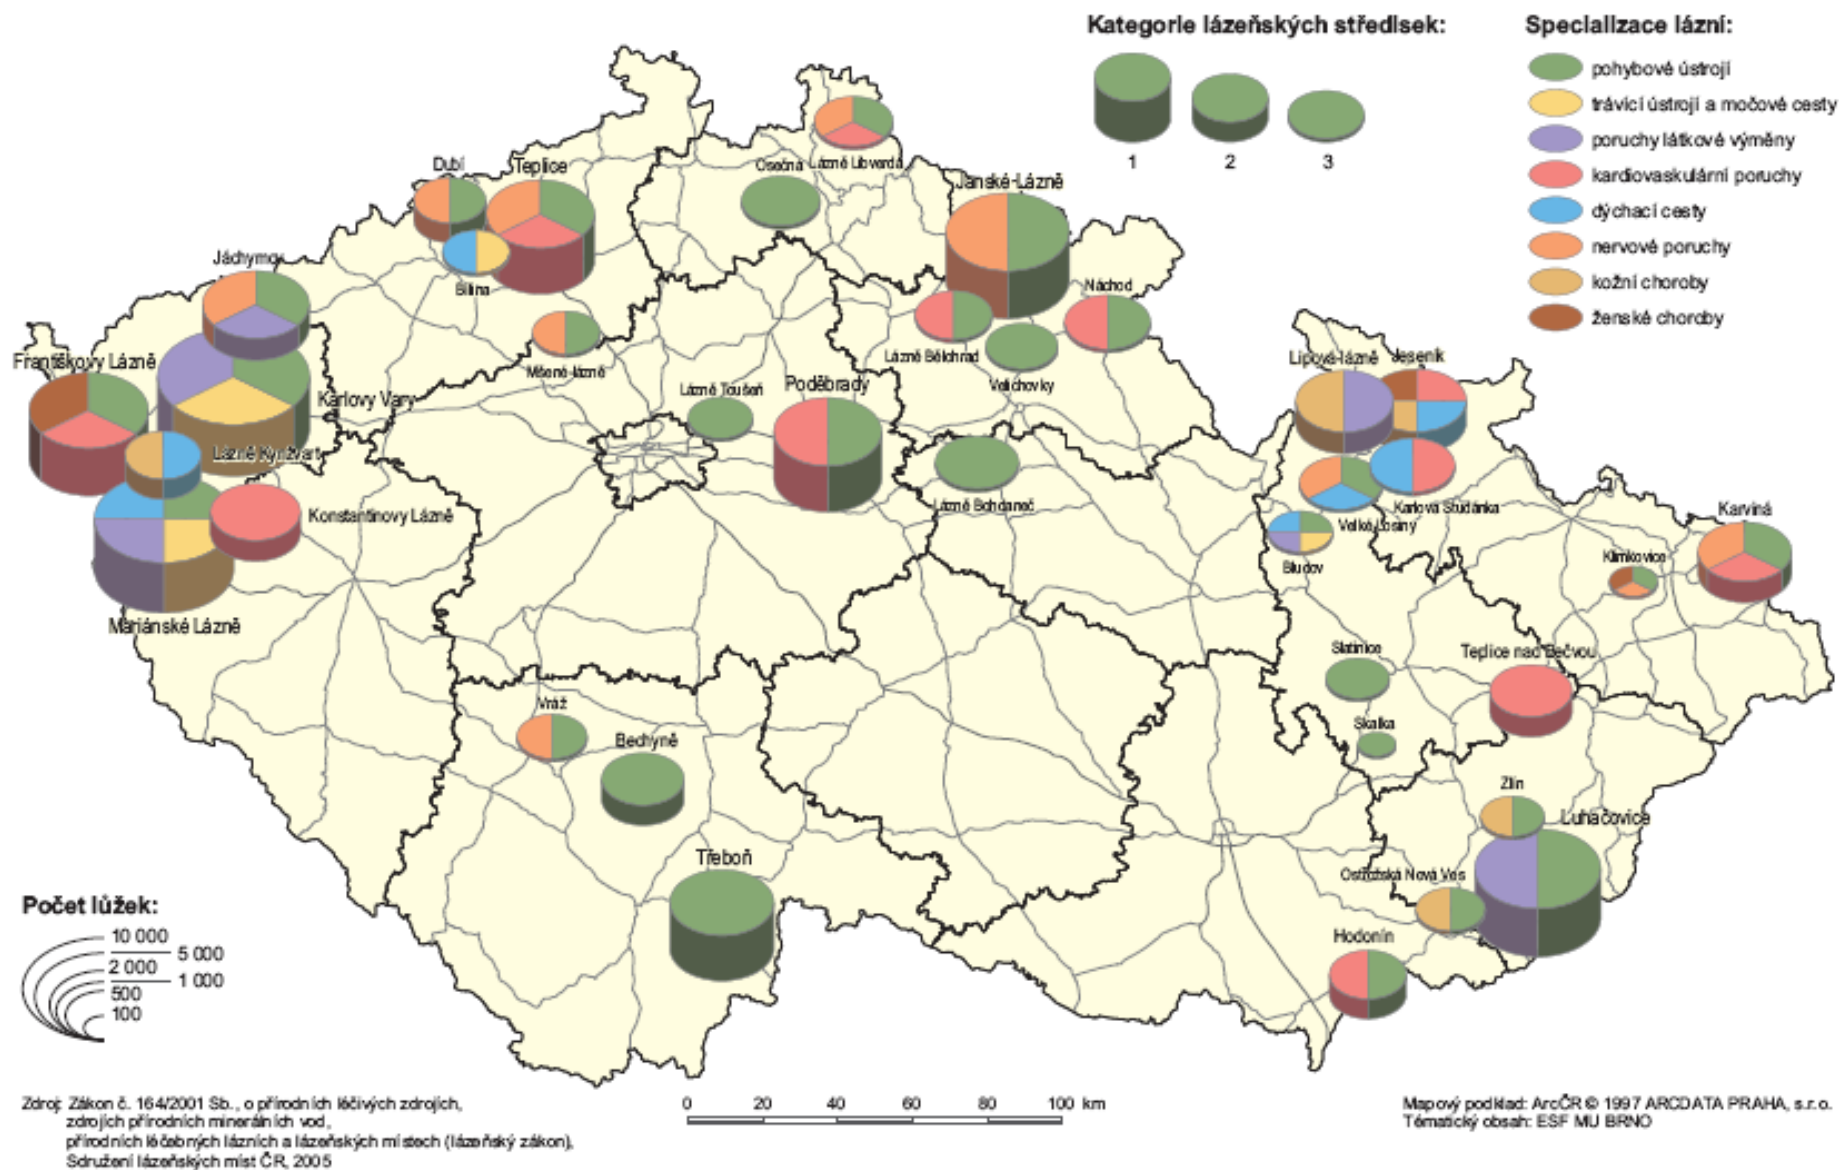 Kategorie lázeňských středisek:
1
2
3
Specializace lázní:
pohybové ústrojí
trávicí ústrojí a močové cesty
poruchy látkové výměny
kardiovaskulární poruchy
dýchací cesty
nervové poruchy
kožní choroby
ženské choroby
Osečná
Lázně Libverda
Dubí
Teplice
Janské-Lázně
Jáchymov
Bílina
Náchod
Františkovy Lázně
Karlovy Vary
Mšené-lázně
Lázně Bělohrad
Velichovky
Lázně Toušeň
Poděbrady
Lipová-lázně
Jeseník
Lázně Kynžvart
Konstantinovy Lázně
Lázně Bohdaneč
Karlova Studánka
Velké Losiny
Bludov
Karviná
Klimkovice
Mariánské Lázně
Slatinice
Teplice nad Bečvou
Skalka
Vráž
Bechyně
Zlín
Luhačovice
Třeboň
Ostrožská Nová Ves
Hodonín
Počet lůžek:
10 000
5 000
2 000
1 000
500
100
Zdroj: Zákon č. 164/2001 Sb., o přírodních léčivých zdrojích,
zdrojích přírodních minerálních vod,
přírodních léčebných lázních a lázeňských místech (lázeňský zákon),
Sdružení lázeňských míst ČR, 2005
0 20 40 60 80 100 km
Mapový podklad: ArcČR © 1997 ARCDATA PRAHA, s.r.o.
Tématický obsah: ESF MU BRNO